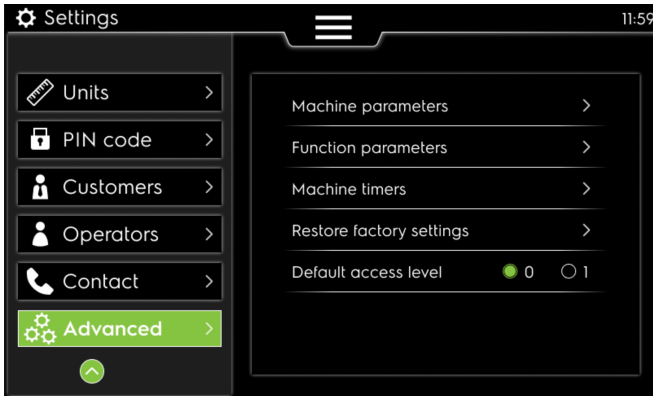 Settings
11:59
Units
PIN code
Customers
Operators
Contact
Advanced
Machine parameters
Function parameters
Machine timers
Restore factory settings
Default access level 0 1